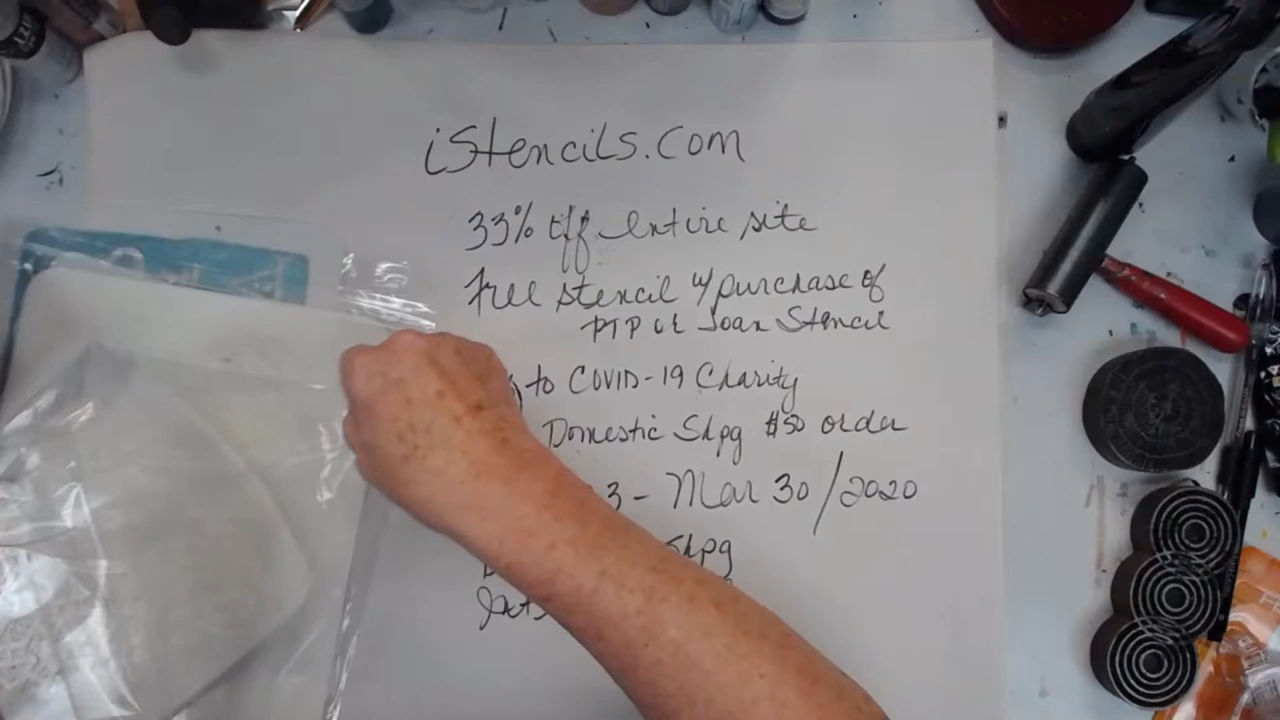 iStencils.com
33% off entire site
Free stencil w/purchase of
PTP or Joan Stencil
to COVID-19 Charity
Domestic Shpg $50 order
3 - Mar 30/2020
Shpg